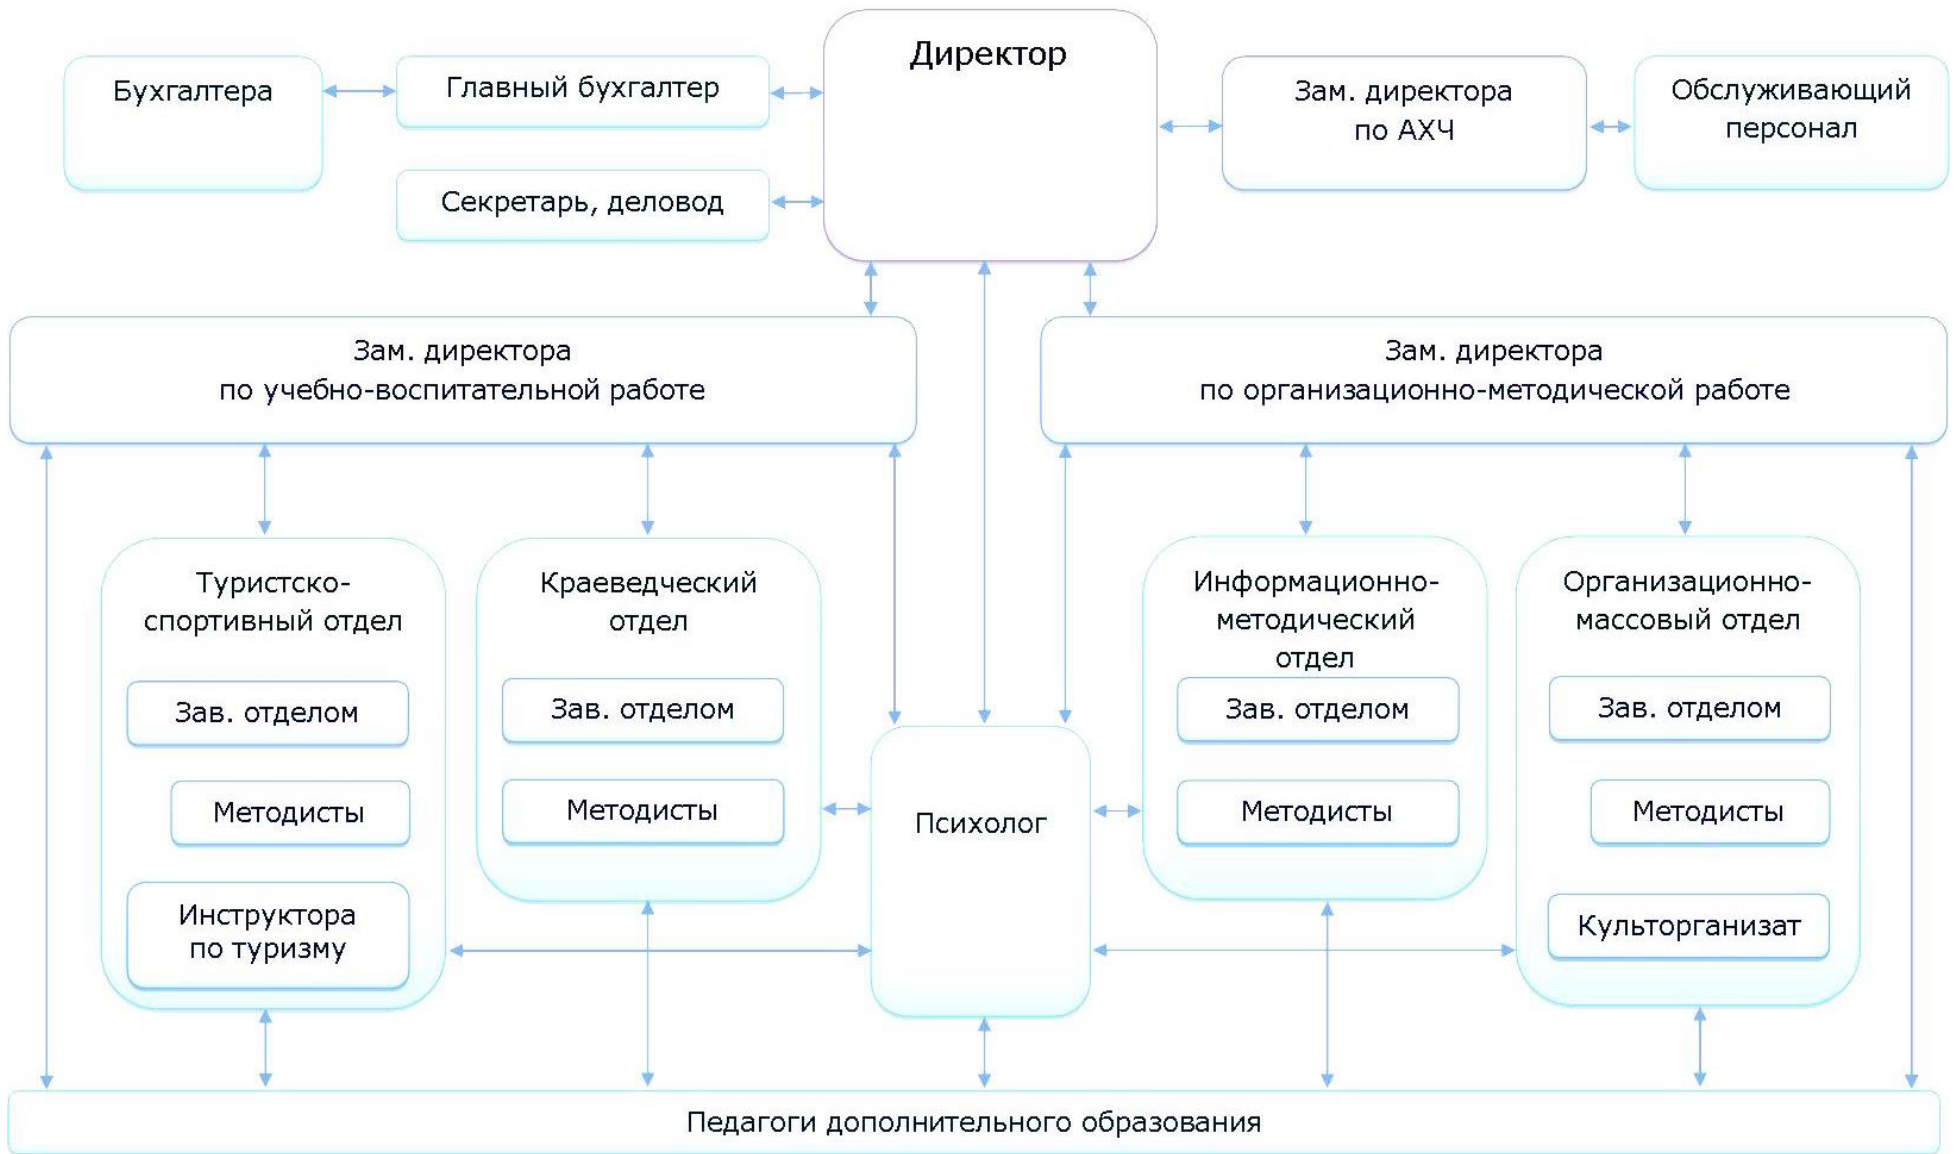 Директор
Бухгалтера
Главный бухгалтер
Зам. директора
по АХЧ
Обслуживающий
персонал
Секретарь, деловод
Зам. директора
по учебно-воспитательной работе
Зам. директора
по организационно-методической работе
Туристско-
спортивный отдел
Зав. отделом
Методисты
Инструктора
по туризму
Краеведческий
отдел
Зав. отделом
Методисты
Психолог
Информационно-
методический
отдел
Зав. отделом
Методисты
Организационно-
массовый отдел
Зав. отделом
Методисты
Культорганизат
Педагоги дополнительного образования